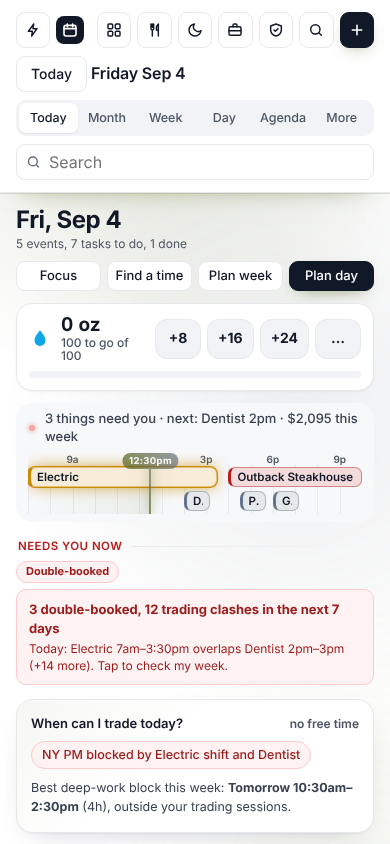 Today Friday Sep 4
Today Month Week Day Agenda More
Search
Fri, Sep 4
5 events, 7 tasks to do, 1 done
Focus Find a time Plan week Plan day
0 oz
100 to go of
100
+8 +16 +24 ...
3 things need you · next: Dentist 2pm · $2,095 this
week
9a 12:30pm 3p 6p 9p
Electric Outback Steakhouse
D. P. G.
NEEDS YOU NOW
Double-booked
3 double-booked, 12 trading clashes in the next 7
days
Today: Electric 7am–3:30pm overlaps Dentist 2pm–3pm
(+14 more). Tap to check my week.
When can I trade today? no free time
NY PM blocked by Electric shift and Dentist
Best deep-work block this week: Tomorrow 10:30am–
2:30pm (4h), outside your trading sessions.